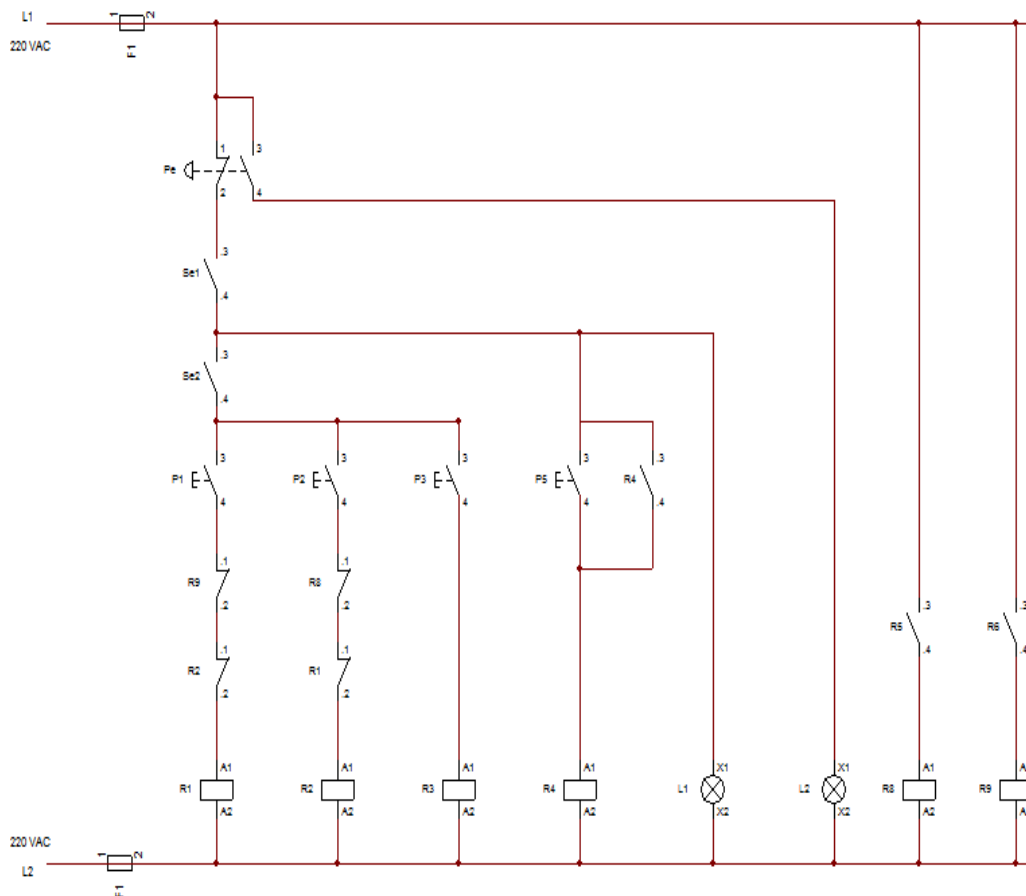 L1
1
2
220 VAC
F1
1
3
Pe
2
4
.3
Se1
.4
.3
Se2
.4
3
3
3
3
.3
P1
P2
P3
P5
R4
4
4
4
4
.4
.1
.1
R9
R8
.2
.2
.3
.3
R5
R6
.4
.4
.1
.1
R2
R1
.2
.2
A1
A1
A1
A1
X1
X1
A1
A
R1
R2
R3
R4
L1
L2
R8
R9
A2
A2
A2
A2
X2
X2
A2
A
220 VAC
1
2
L2
F1